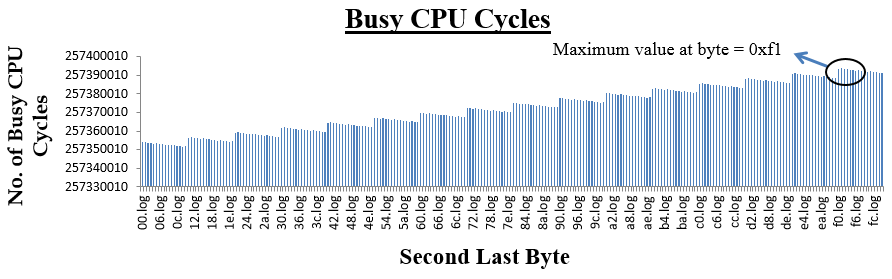 Busy CPU Cycles
Maximum value at byte = 0xf1
No. of Busy CPU
Cycles
257400010
257390010
257380010
257370010
257360010
257350010
257340010
257330010
00.log
06.log
0c.log
12.log
18.log
1e.log
24.log
2a.log
30.log
36.log
3c.log
42.log
48.log
4e.log
54.log
5a.log
60.log
66.log
6c.log
72.log
78.log
7e.log
84.log
8a.log
90.log
96.log
9c.log
a2.log
a8.log
ae.log
b4.log
ba.log
c0.log
c6.log
cc.log
d2.log
d8.log
de.log
e4.log
ea.log
f0.log
f6.log
fc.log
Second Last Byte